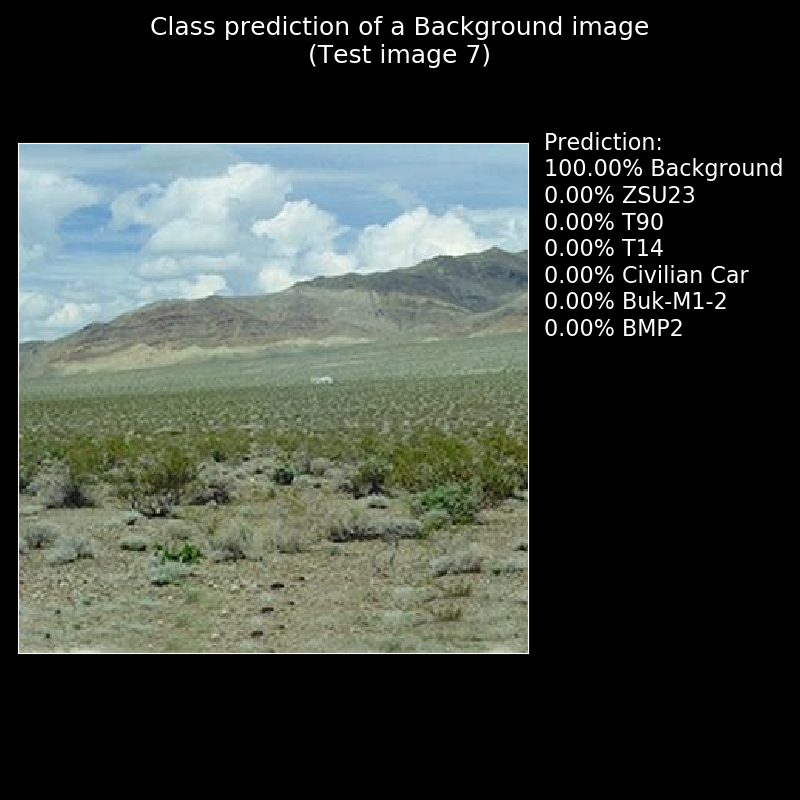 Class prediction of a Background image
(Test image 7)
Prediction:
100.00% Background
0.00% ZSU23
0.00% T90
0.00% T14
0.00% Civilian Car
0.00% Buk-M1-2
0.00% BMP2